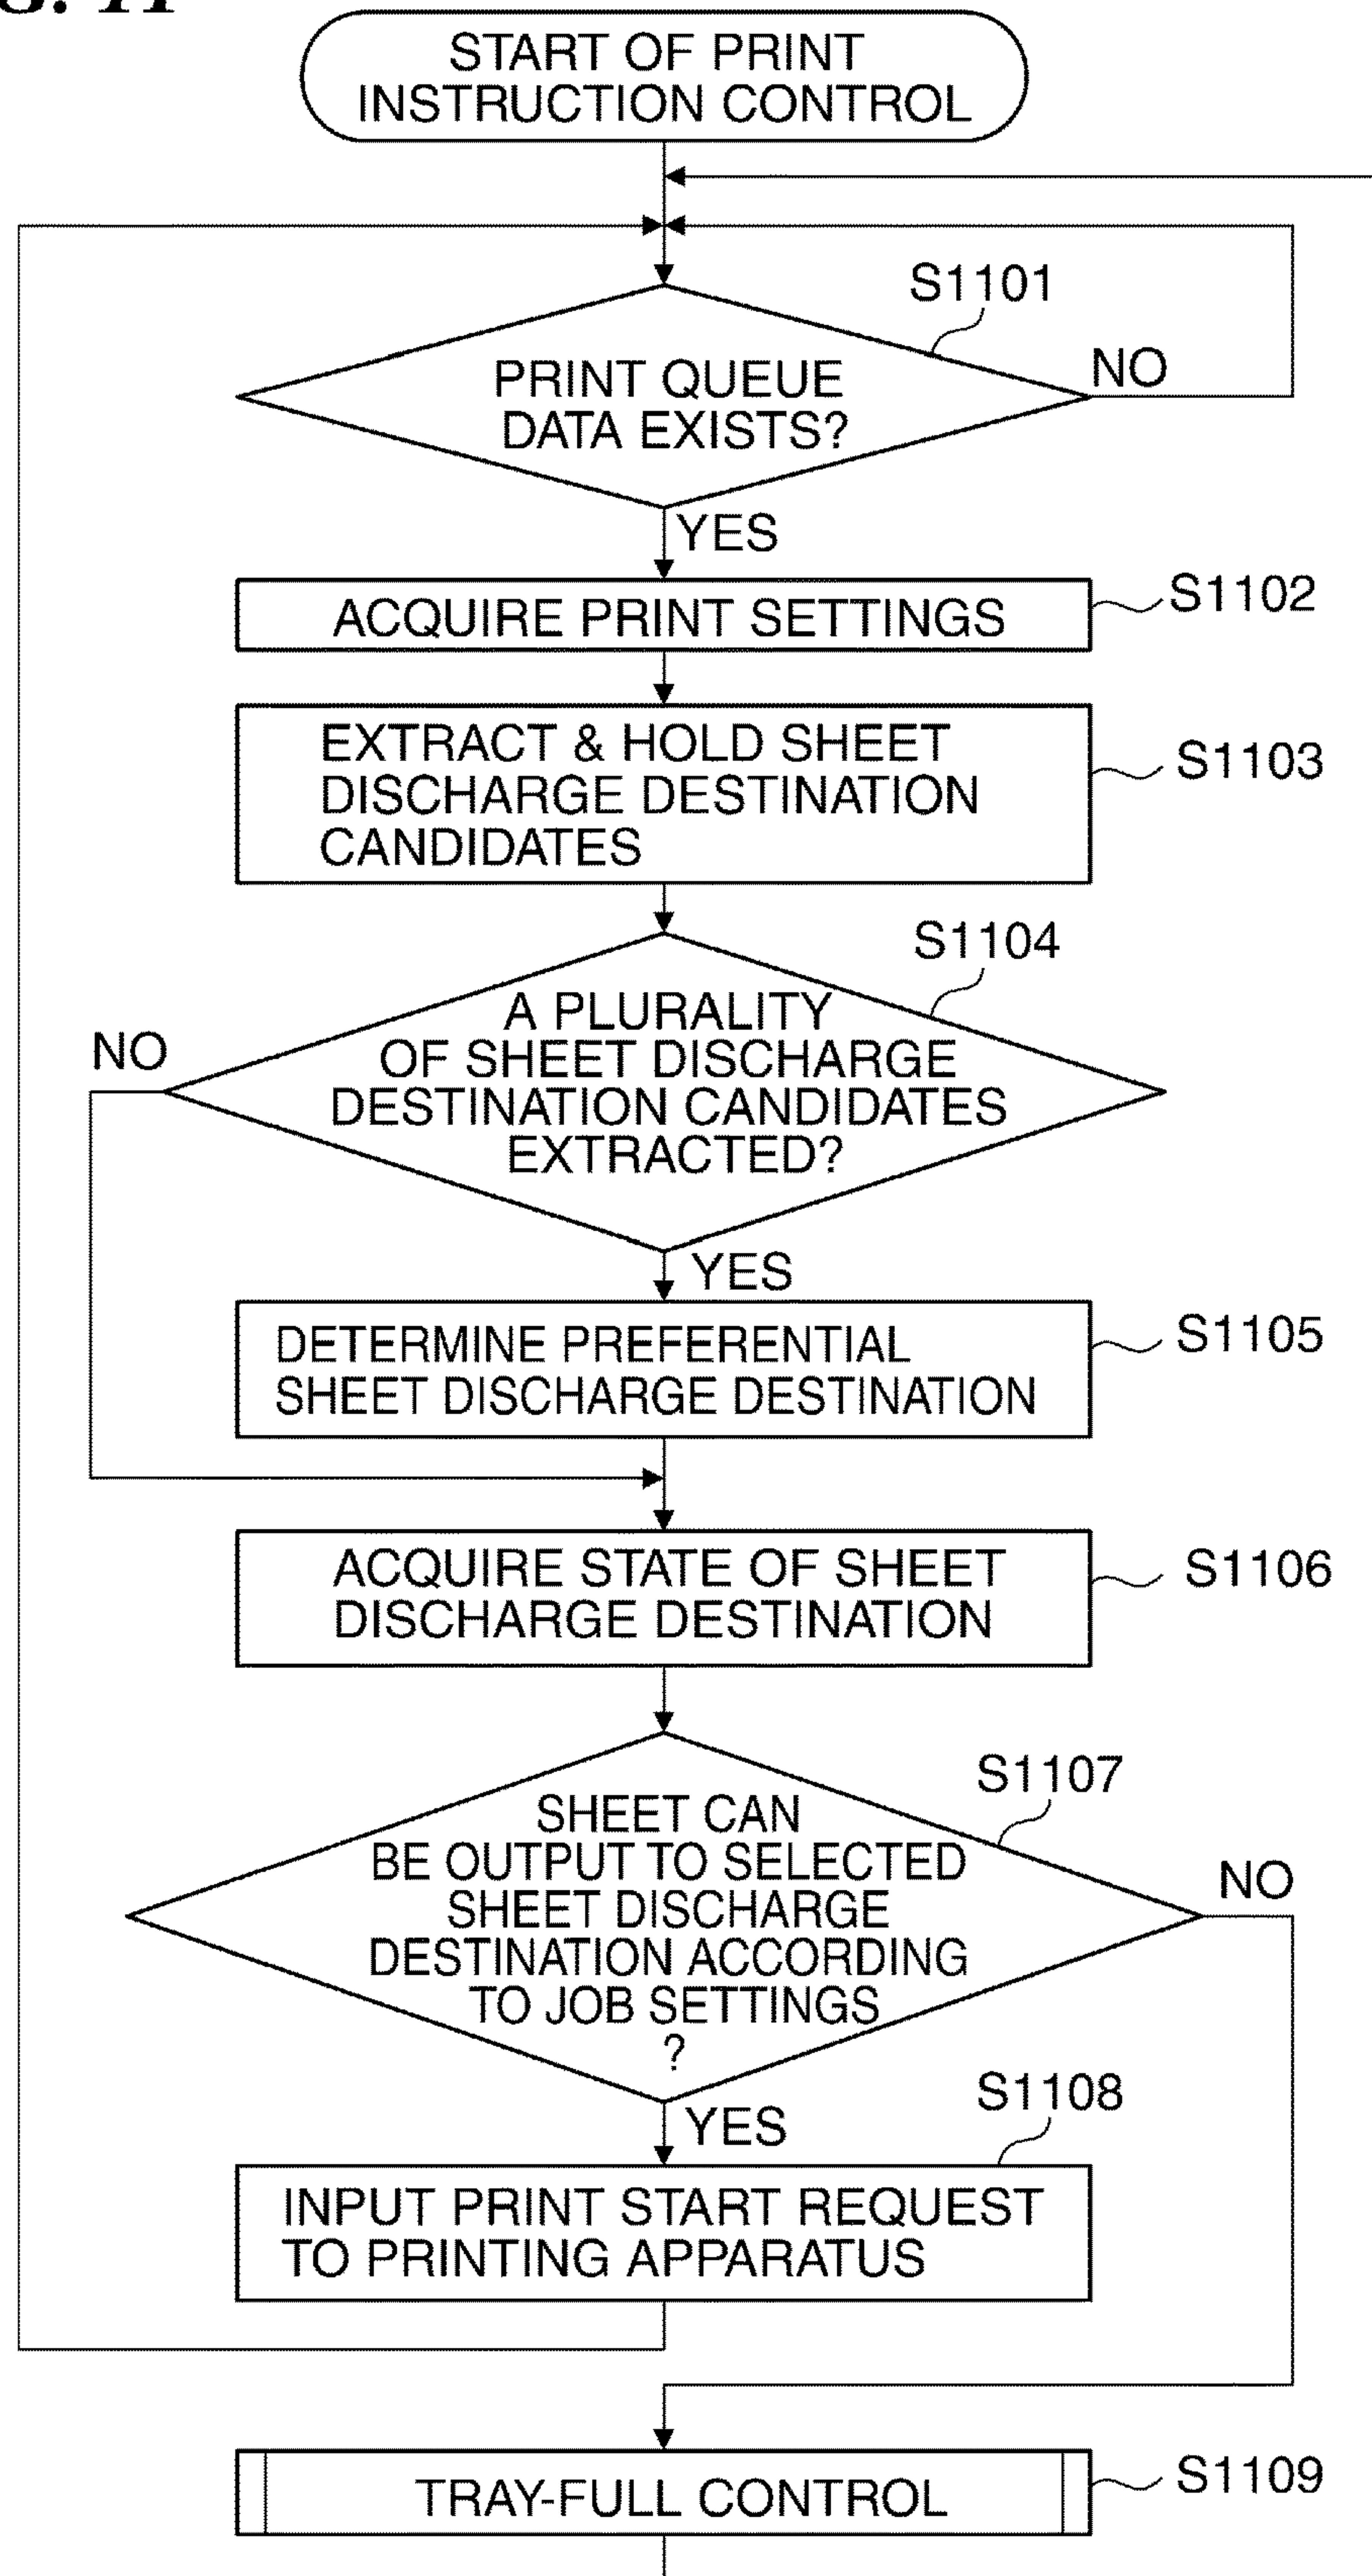 START OF PRINT
INSTRUCTION CONTROL
S1101
PRINT QUEUE
DATA EXISTS?
NO
YES
ACQUIRE PRINT SETTINGS
S1102
EXTRACT & HOLD SHEET
DISCHARGE DESTINATION
CANDIDATES
S1103
S1104
A PLURALITY
OF SHEET DISCHARGE
DESTINATION CANDIDATES
EXTRACTED?
NO
YES
DETERMINE PREFERENTIAL
SHEET DISCHARGE DESTINATION
S1105
ACQUIRE STATE OF SHEET
DISCHARGE DESTINATION
S1106
S1107
SHEET CAN
BE OUTPUT TO SELECTED
SHEET DISCHARGE
DESTINATION ACCORDING
TO JOB SETTINGS
?
NO
YES
S1108
INPUT PRINT START REQUEST
TO PRINTING APPARATUS
TRAY-FULL CONTROL
S1109